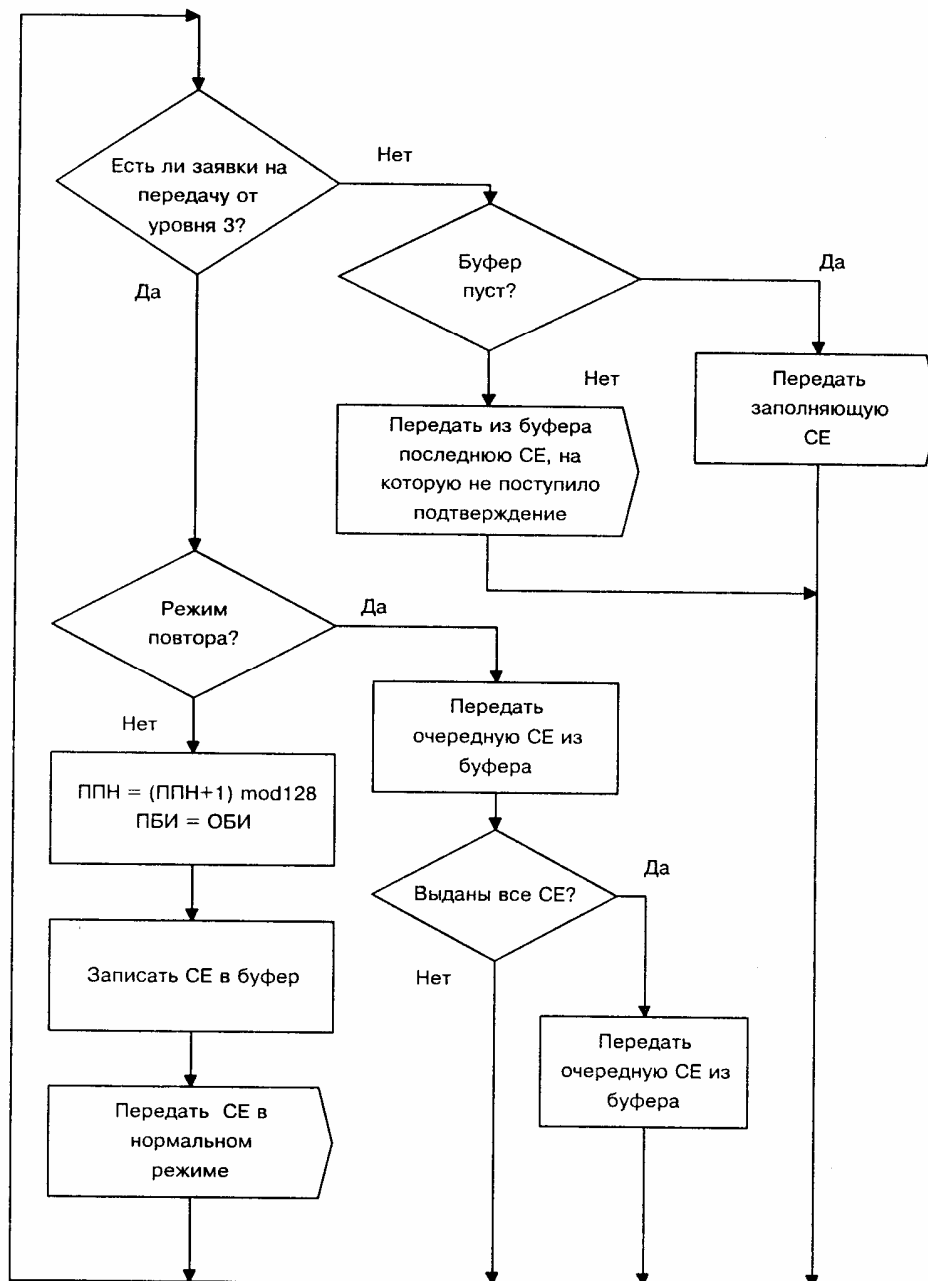 Есть ли заявки на
передачу от
уровня 3?
Нет
Да
Буфер
пуст?
Да
Нет
Передать
заполняющую
СЕ
Передать из буфера
последнюю СЕ, на
которую не поступило
подтверждение
Режим
повтора?
Да
Нет
Передать
очередную СЕ из
буфера
ППН = (ППН+1) mod128
ПБИ = ОБИ
Выданы все СЕ?
Да
Нет
Записать СЕ в буфер
Передать
очередную СЕ из
буфера
Передать СЕ в
нормальном
режиме